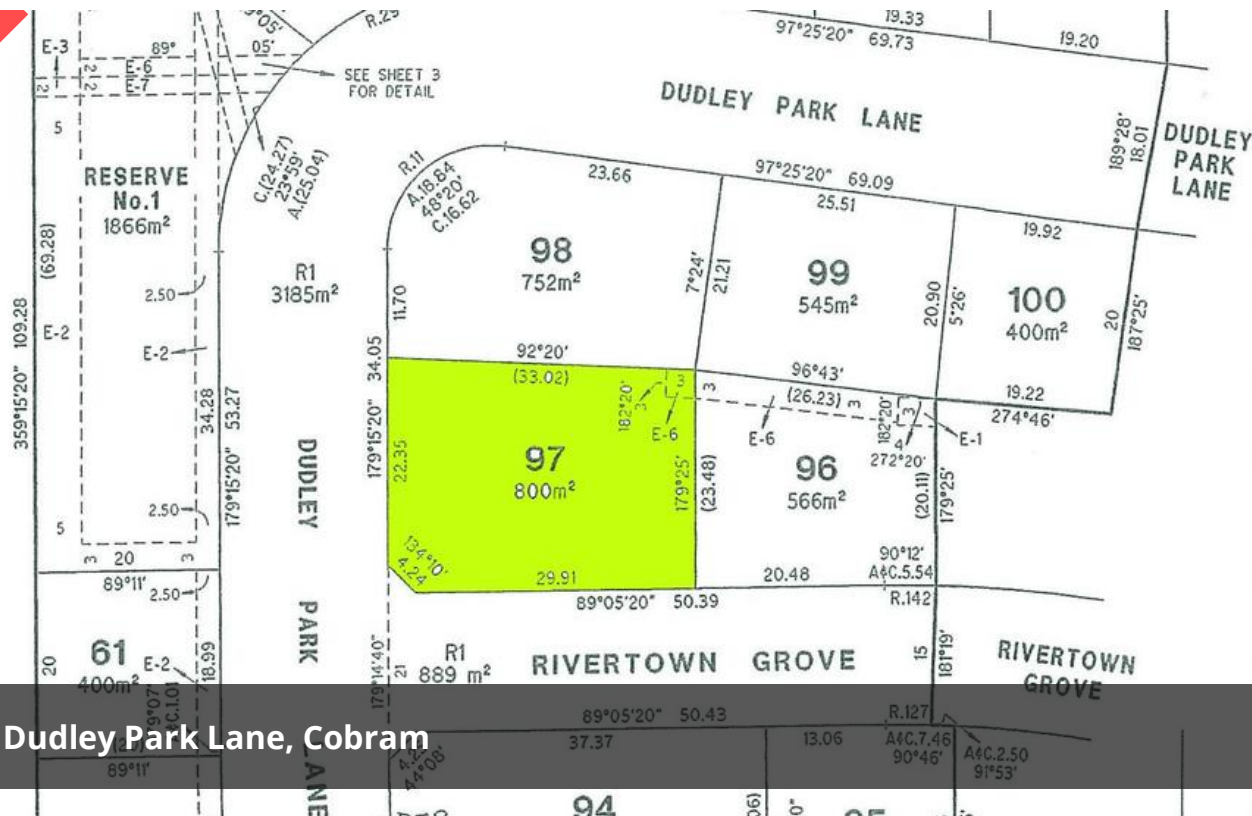 R.29
19.33
97°25'20" 69.73
19.20
E-3
89°
05'
2
E-6
2
2
E-7
SEE SHEET 3
FOR DETAIL
5
DUDLEY PARK LANE
189°28'
18.01
DUDLEY
PARK
LANE
RESERVE
No.1
1866m²
C.(24.27)
23°59'
A.(25.04)
R.11
A.18.84
48°20'
C.16.62
23.66
97°25'20" 69.09
25.51
19.92
(69.28)
359°15'20" 109.28
2.50
R1
3185m²
98
752m²
7°24'
21.21
99
545m²
20.90
5°26'
100
400m²
20
187°25'
E-2
E-2
11.70
34.05
92°20'
(33.02)
96°43'
(26.23)
3
19.22
274°46'
34.28
53.27
179°15'20"
179°15'20"
22.35
182°20'
3
3
3
E-6
E-6
182°20'
3
4
272°20'
E-1
DUDLEY
PARK
LANE
97
800m²
179°25'
(23.48)
96
566m²
(20.11)
179°25'
2.50
5
3
20
3
89°11'
2.50
134°10'
4.24
29.91
20.48
90°12'
A&C.5.54
89°05'20" 50.39
R.142
61
400m²
20
E-2
18.99
179°14'40"
21
R1
889 m²
RIVERTOWN GROVE
15
181°19'
RIVERTOWN
GROVE
A&C.1.01
89°05'20" 50.43
R.127
Dudley Park Lane, Cobram
37.37
13.06
A&C.7.46
90°46'
A&C.2.50
91°53'
89°11'
44°08'
94